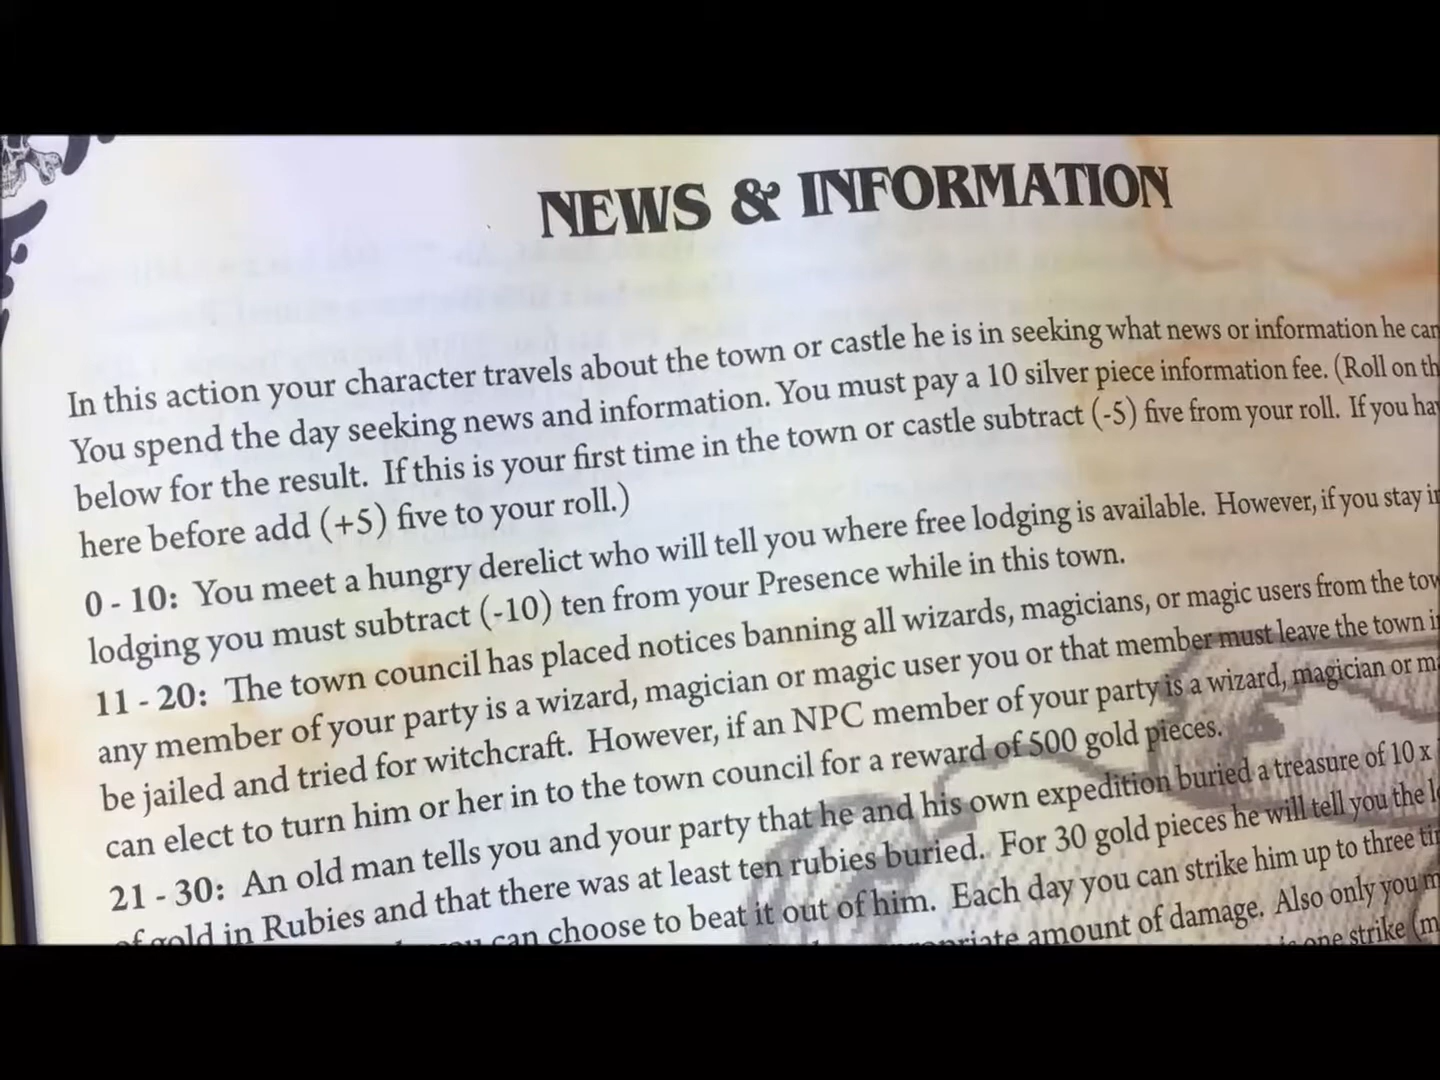 NEWS & INFORMATION
In this action your character travels about the town or castle he is in seeking what news or information he can
You spend the day seeking news and information. You must pay a 10 silver piece information fee. (Roll on th
below for the result. If this is your first time in the town or castle subtract (-5) five from your roll. If you ha
here before add (+5) five to your roll.)
0 - 10: You meet a hungry derelict who will tell you where free lodging is available. However, if you stay i
lodging you must subtract (-10) ten from your Presence while in this town.
11 - 20: The town council has placed notices banning all wizards, magicians, or magic users from the tow
any member of your party is a wizard, magician or magic user you or that member must leave the town i
be jailed and tried for witchcraft. However, if an NPC member of your party is a wizard, magician or ma
can elect to turn him or her in to the town council for a reward of 500 gold pieces.
21 - 30: An old man tells you and your party that he and his own expedition buried a treasure of 10 x
of gold in Rubies and that there was at least ten rubies buried. For 30 gold pieces he will tell you the l
can choose to beat it out of him. Each day you can strike him up to three ti
amount of damage. Also only you m
one strike (m